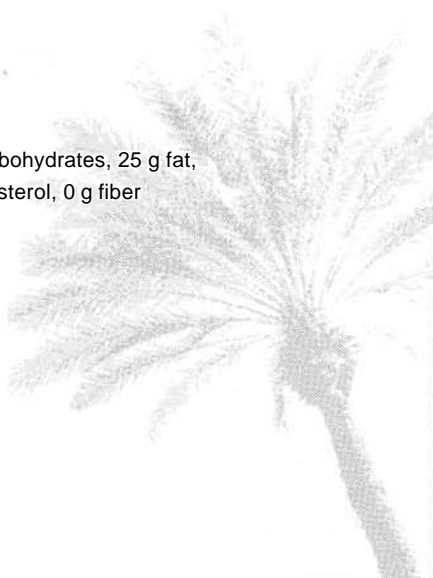 bohydrates, 25 g fat,
sterol, 0 g fiber